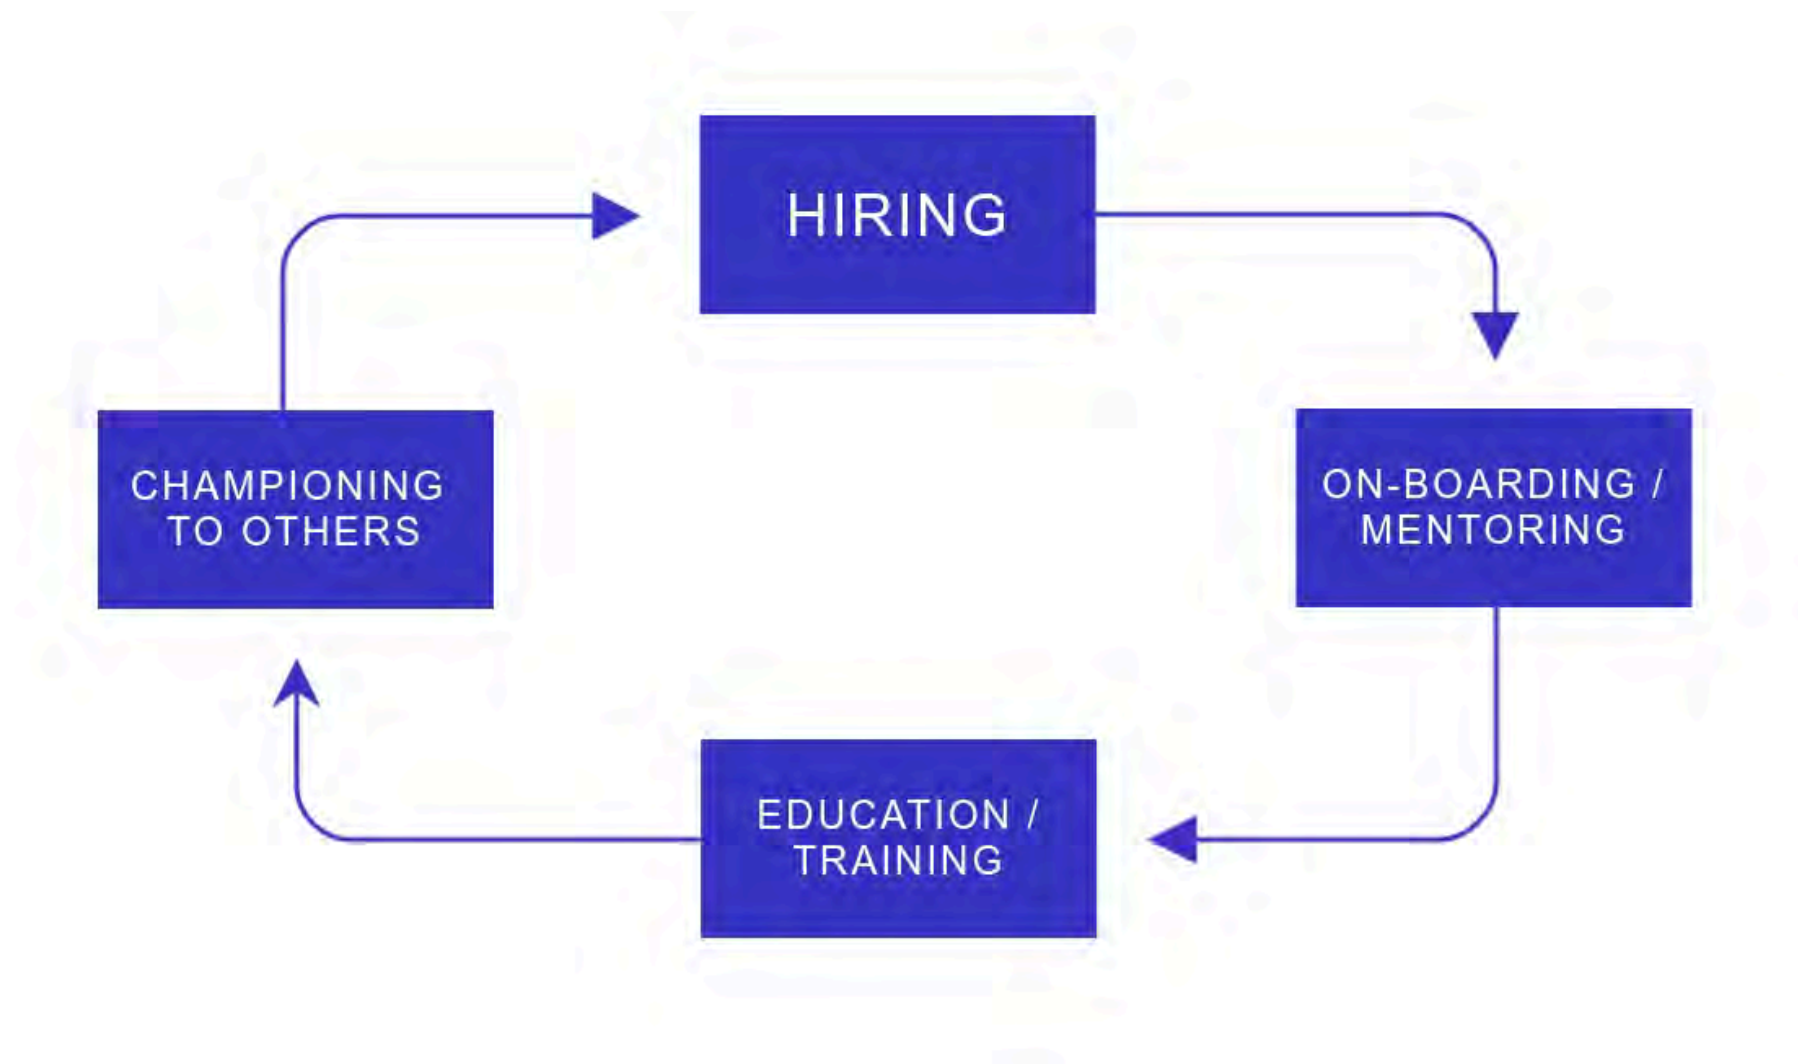 HIRING
ON-BOARDING /
MENTORING
EDUCATION /
TRAINING
CHAMPIONING
TO OTHERS